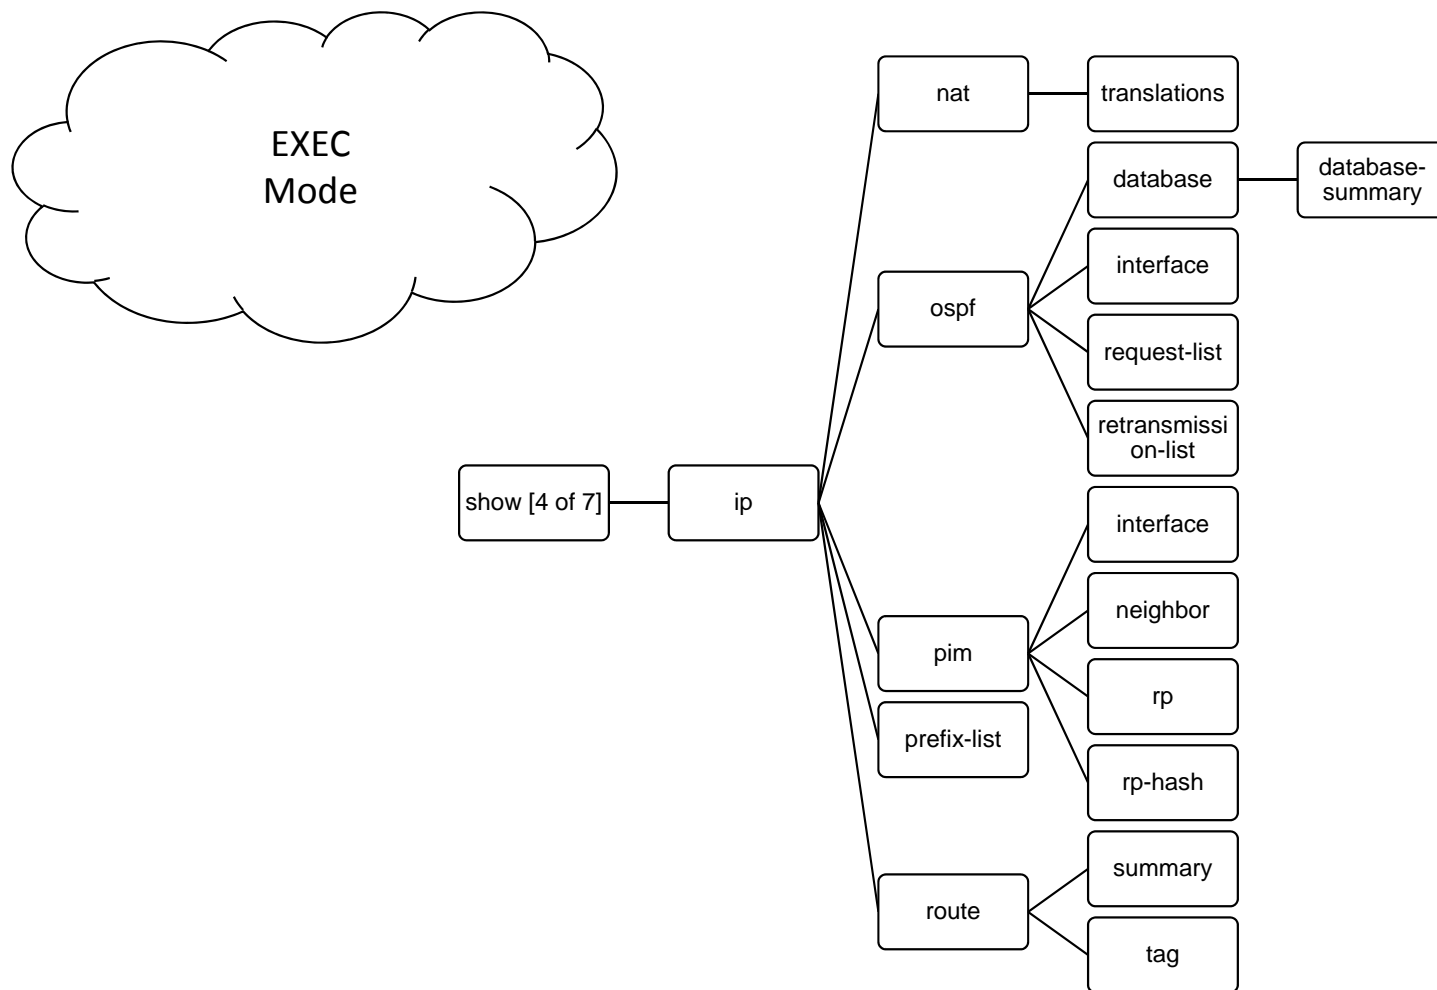 EXEC
Mode
nat
translations
database
database-
summary
interface
ospf
request-list
retransmissi
on-list
show [4 of 7]
ip
interface
neighbor
pim
rp
prefix-list
rp-hash
summary
route
tag